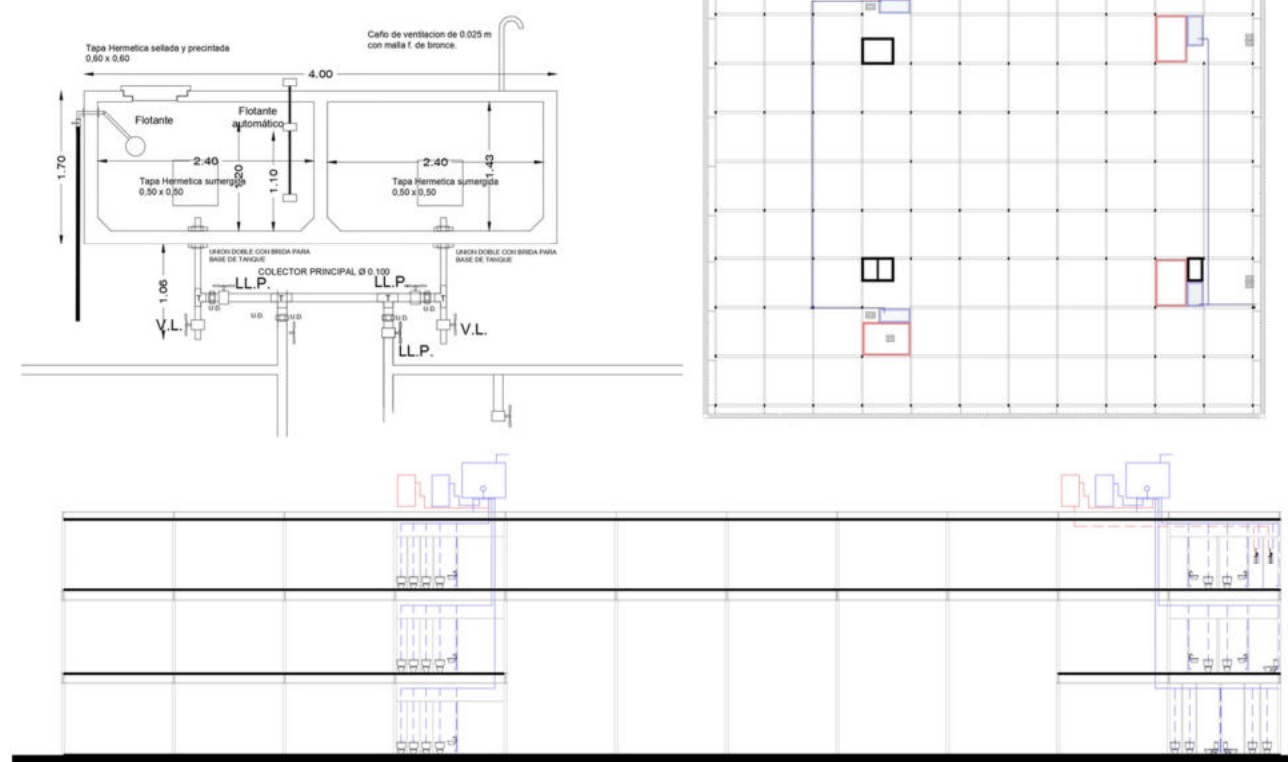 Tapa Hermetica sellada y precintada
0,60 x 0,60
Caño de ventilacion de 0.025 m
con malla f. de bronce.
4.00
Flotante
Flotante
automático
1.70
2.40
1.20
1.10
2.40
1.43
Tapa Hermetica sumergida
0,50 x 0,50
Tapa Hermetica sumergida
0,50 x 0,50
UNION DOBLE CON BRIDA PARA
BASE DE TANQUE
UNION DOBLE CON BRIDA PARA
BASE DE TANQUE
COLECTOR PRINCIPAL Ø 0.100
1.06
LL.P.
LL.P.
T
T
T
T
U.D.
U.D.
U.D.
U.D.
U.D.
V.L.
V.L.
LL.P.